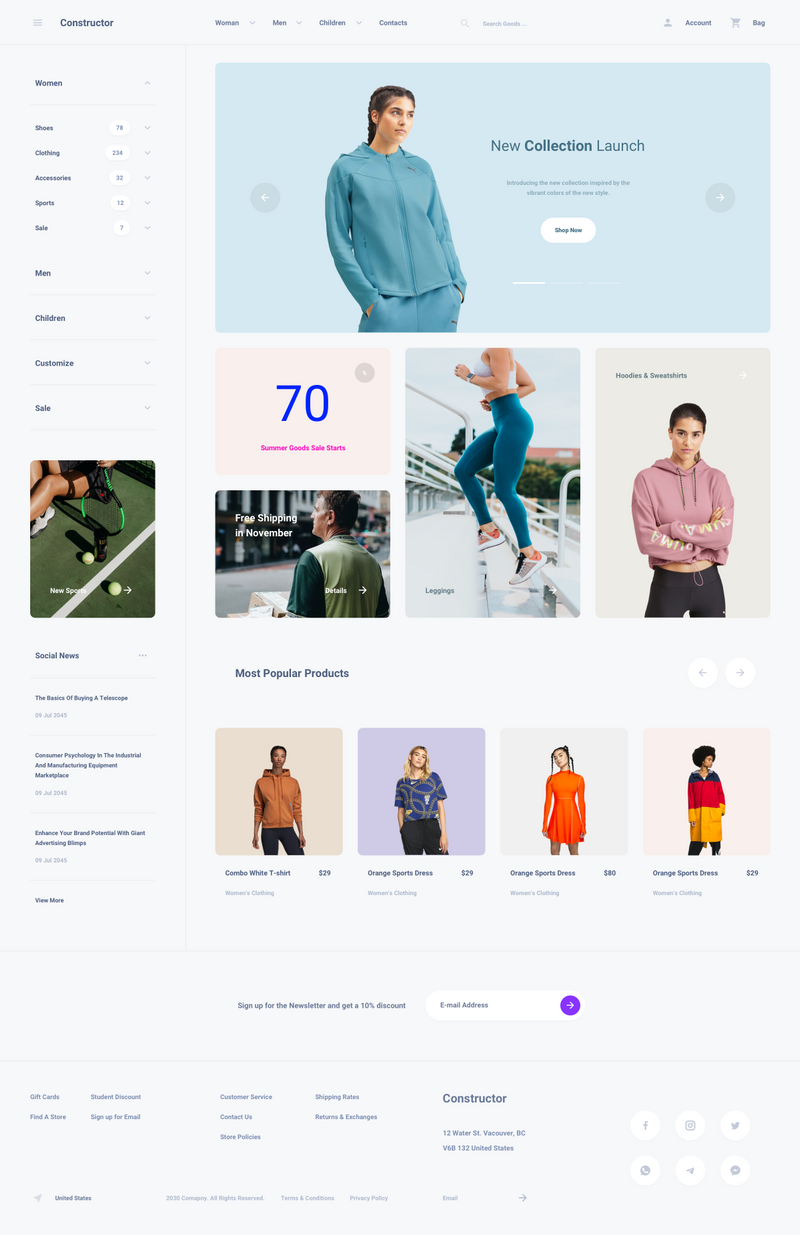 Constructor
Woman
Men
Children
Contacts
Search Goods ...
Account
Bag
Women
Shoes 78
Clothing 234
Accessories 32
Sports 12
Sale 7
Men
Children
Customize
Sale
New Sports
Social News
The Basics Of Buying A Telescope
09 Jul 2045
Consumer Psychology In The Industrial
And Manufacturing Equipment
Marketplace
09 Jul 2045
Enhance Your Brand Potential With Giant
Advertising Blimps
09 Jul 2045
View More
New Collection Launch
Introducing the new collection inspired by the
vibrant colors of the new style.
Shop Now
70
%
Summer Goods Sale Starts
Free Shipping
in November
Details
Leggings
Hoodies & Sweatshirts
PUMA
Most Popular Products
Combo White T-shirt $29
Women's Clothing
Orange Sports Dress $29
Women's Clothing
Orange Sports Dress $80
Women's Clothing
Orange Sports Dress $29
Women's Clothing
Sign up for the Newsletter and get a 10% discount
E-mail Address
Gift Cards
Student Discount
Find A Store
Sign up for Email
Customer Service
Shipping Rates
Contact Us
Returns & Exchanges
Store Policies
Constructor
12 Water St. Vacouver, BC
V6B 132 United States
United States
2030 Comapny. All Rights Reserved.
Terms & Conditions
Privacy Policy
Email